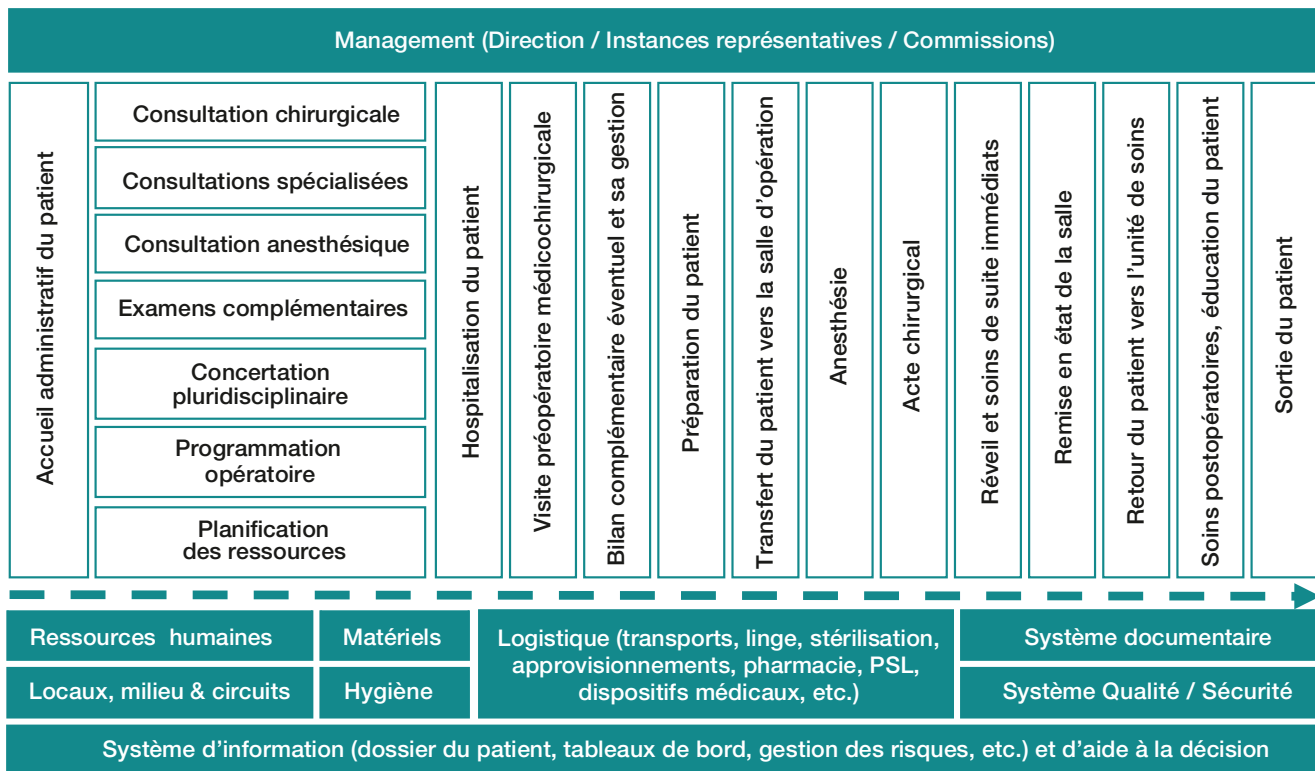 Management (Direction / Instances représentatives / Commissions)
Accueil administratif du patient
Consultation chirurgicale
Consultations spécialisées
Consultation anesthésique
Examens complémentaires
Concertation
pluridisciplinaire
Programmation
opératoire
Planification
des ressources
Hospitalisation du patient
Visite préopératoire médicochirurgicale
Bilan complémentaire éventuel et sa gestion
Préparation du patient
Transfert du patient vers la salle d’opération
Anesthésie
Acte chirurgical
Réveil et soins de suite immédiats
Remise en état de la salle
Retour du patient vers l’unité de soins
Soins postopératoires, éducation du patient
Sortie du patient
Ressources humaines
Matériels
Logistique (transports, linge, stérilisation,
approvisionnements, pharmacie, PSL,
dispositifs médicaux, etc.)
Système documentaire
Locaux, milieu & circuits
Hygiène
Système Qualité / Sécurité
Système d’information (dossier du patient, tableaux de bord, gestion des risques, etc.) et d’aide à la décision